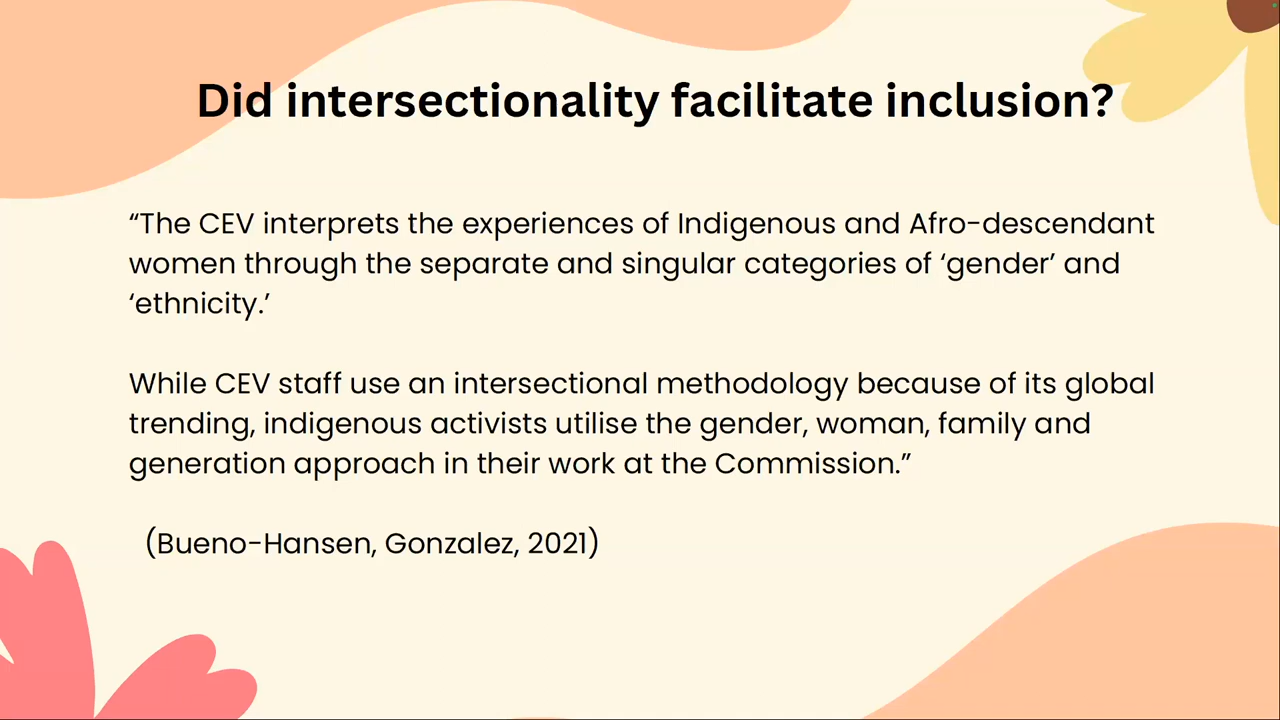 Did intersectionality facilitate inclusion?
“The CEV interprets the experiences of Indigenous and Afro-descendant
women through the separate and singular categories of ‘gender’ and
‘ethnicity.’
While CEV staff use an intersectional methodology because of its global
trending, indigenous activists utilise the gender, woman, family and
generation approach in their work at the Commission.”
(Bueno-Hansen, Gonzalez, 2021)